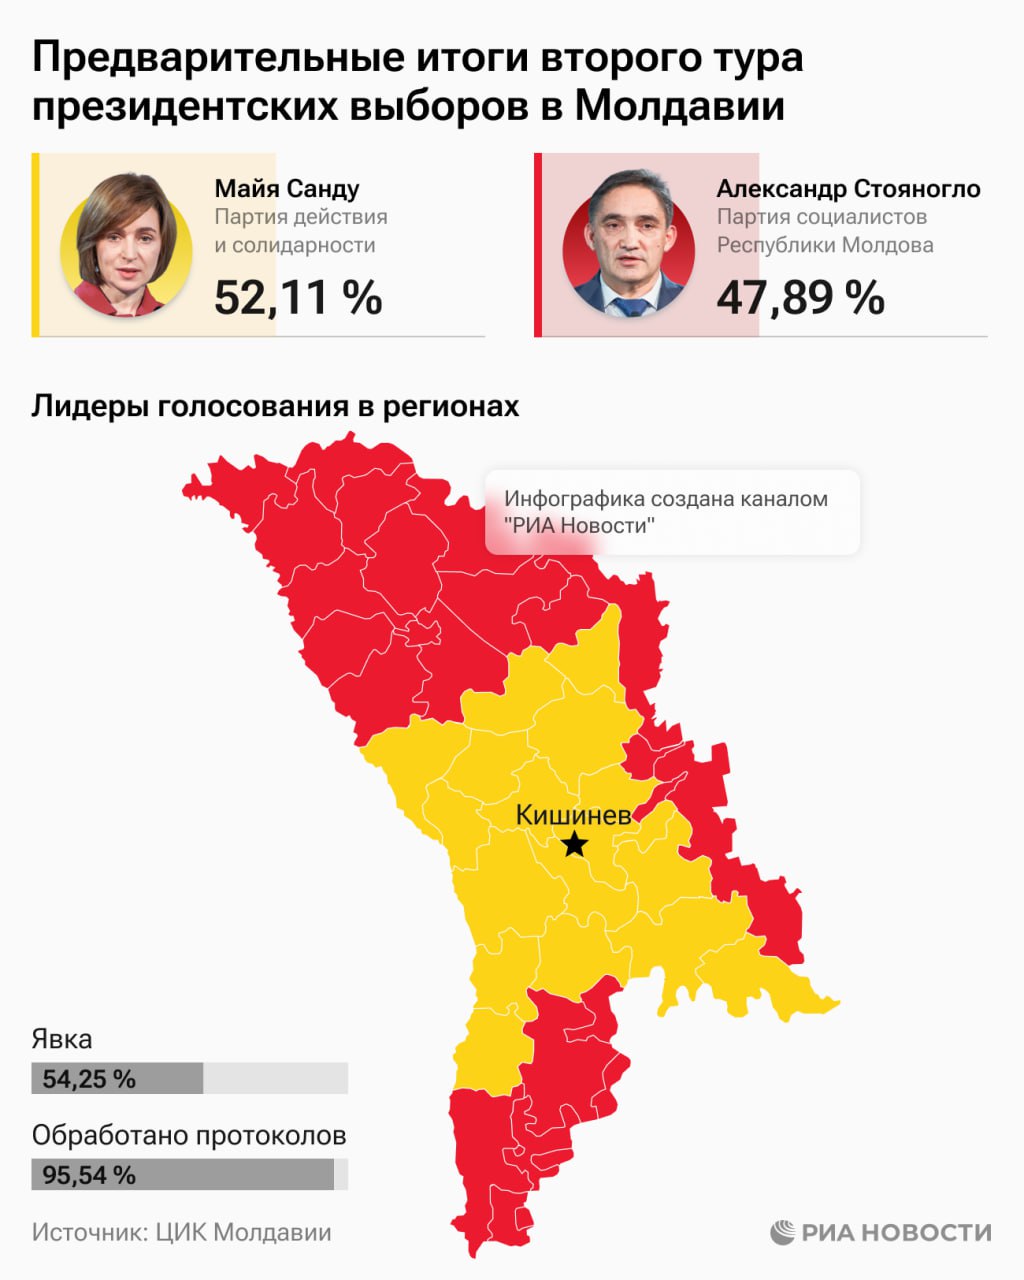 Предварительные итоги второго тура
президентских выборов в Молдавии
Майя Санду
Партия действия
и солидарности
52,11 %
Александр Стояногло
Партия социалистов
Республики Молдова
47,89 %
Лидеры голосования в регионах
Инфографика создана каналом
"РИА Новости"
Кишинев
Явка
54,25 %
Обработано протоколов
95,54 %
Источник: ЦИК Молдавии
РИА НОВОСТИ